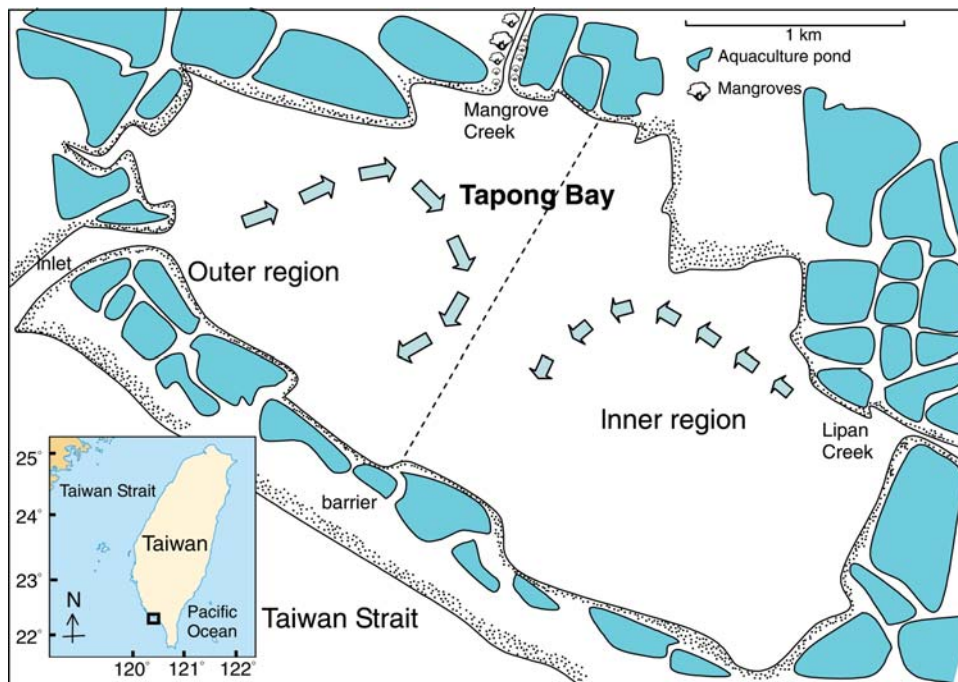 1 km
Aquaculture pond
Mangroves
Mangrove
Creek
Tapong Bay
Inlet
Outer region
Inner region
Lipan
Creek
barrier
Taiwan Strait
25°
24°
23°
22°
Taiwan Strait
Taiwan
N
Pacific
Ocean
120° 121° 122°